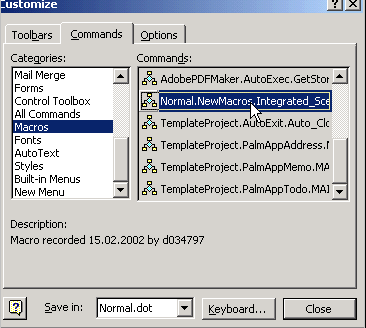 Customize
Toolbars Commands Options
Categories:
Mail Merge
Forms
Control Toolbox
All Commands
Macros
Fonts
AutoText
Styles
Built-in Menus
New Menu
Commands:
AdobePDFMaker.AutoExec.GetStor
Normal.NewMacros.Integrated_Sce
TemplateProject.AutoExit.Auto_Clo
TemplateProject.PalmAppAddress.M
TemplateProject.PalmAppMemo.MAI
TemplateProject.PalmAppTodo.MAI
Description:
Macro recorded 15.02.2002 by d034797
Save in: Normal.dot Keyboard... Close